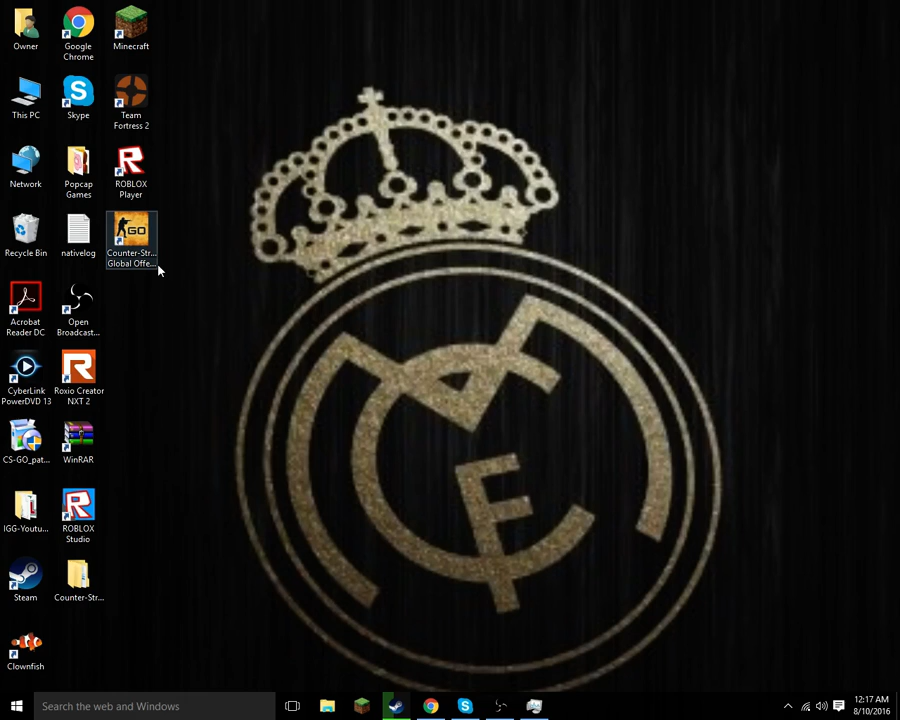 Owner
Google
Chrome
Minecraft
This PC
Skype
Team
Fortress 2
Network
Popcap
Games
ROBLOX
Player
Recycle Bin
nativelog
GO
Counter-Str...
Global Offe...
Acrobat
Reader DC
Open
Broadcast...
CyberLink
PowerDVD 13
Roxio Creator
NXT 2
CS-GO_pat...
WinRAR
IGG-Youtu...
ROBLOX
Studio
Steam
Counter-Str...
Clownfish
Search the web and Windows
12:17 AM
8/10/2016